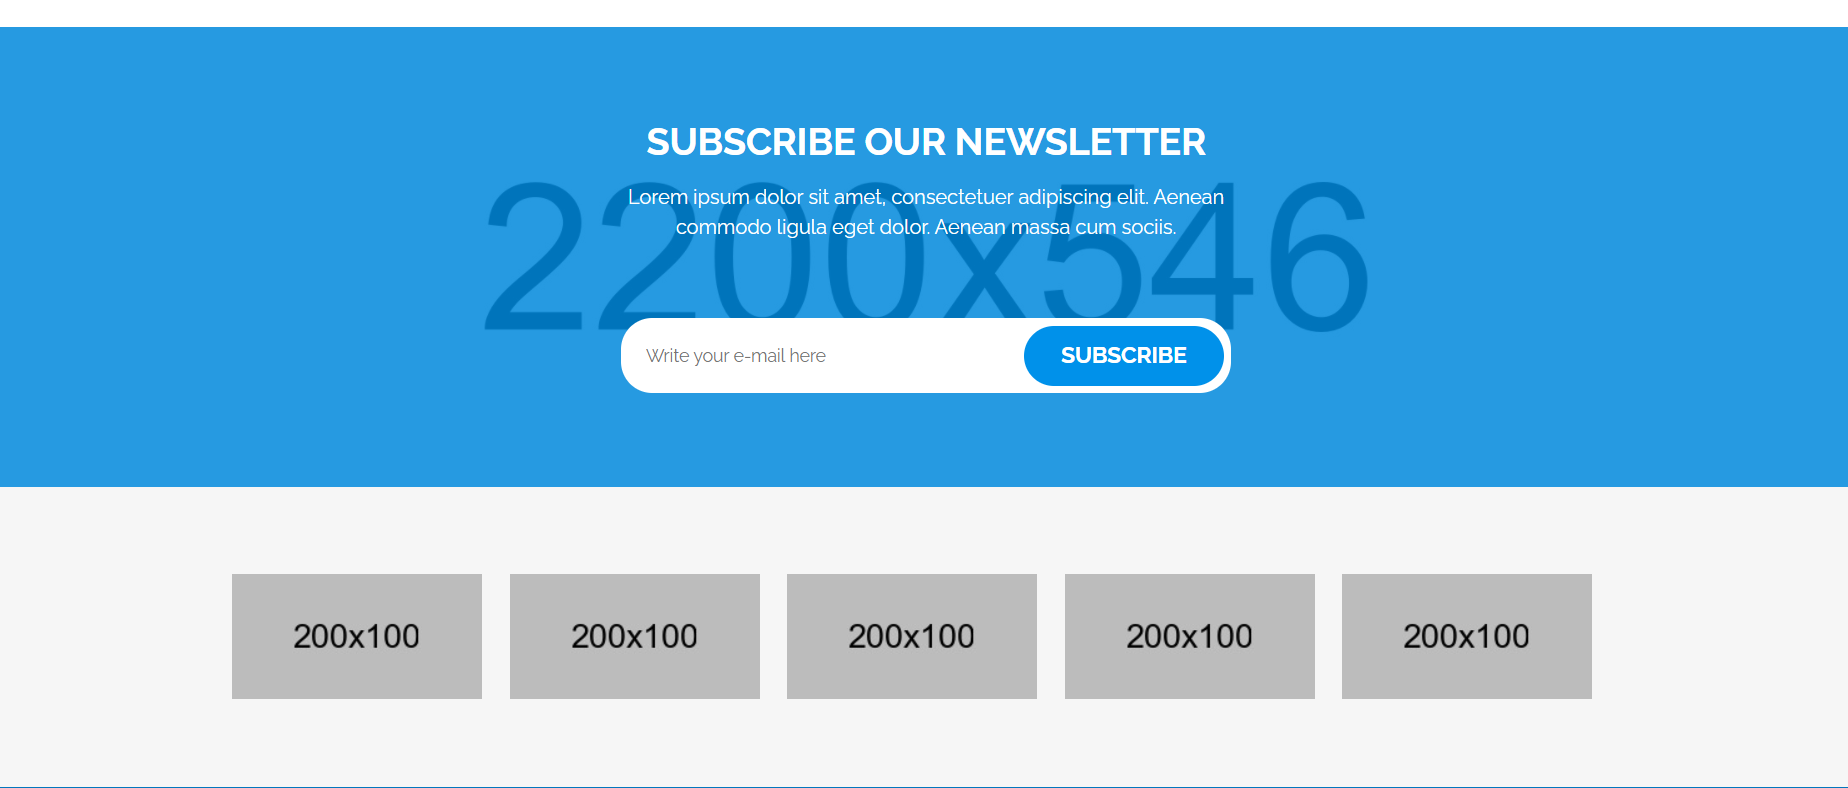 SUBSCRIBE OUR NEWSLETTER
2200x546
Lorem ipsum dolor sit amet, consectetuer adipiscing elit. Aenean
commodo ligula eget dolor. Aenean massa cum sociis.
Write your e-mail here
SUBSCRIBE
200x100
200x100
200x100
200x100
200x100